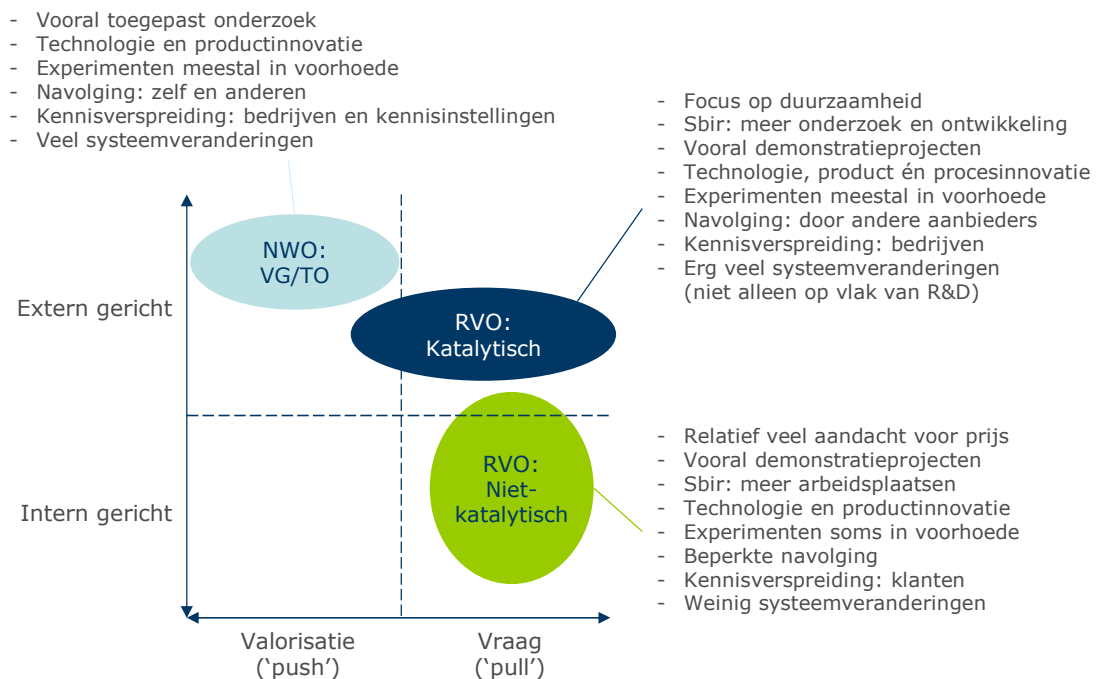 - Vooral toegepast onderzoek
- Technologie en productinnovatie
- Experimenten meestal in voorhoede
- Navolging: zelf en anderen
- Kennisverspreiding: bedrijven en kennisinstellingen
- Veel systeemveranderingen
- Focus op duurzaamheid
- Sbir: meer onderzoek en ontwikkeling
- Vooral demonstratieprojecten
- Technologie, product én procesinnovatie
- Experimenten meestal in voorhoede
- Navolging: door andere aanbieders
- Kennisverspreiding: bedrijven
- Erg veel systeemveranderingen
(niet alleen op vlak van R&D)
NWO:
VG/TO
Extern gericht
RVO:
Katalytisch
- Relatief veel aandacht voor prijs
- Vooral demonstratieprojecten
- Sbir: meer arbeidsplaatsen
- Technologie en productinnovatie
- Experimenten soms in voorhoede
- Beperkte navolging
- Kennisverspreiding: klanten
- Weinig systeemveranderingen
RVO:
Niet-
katalytisch
Intern gericht
Valorisatie
(‘push’)
Vraag
(‘pull’)